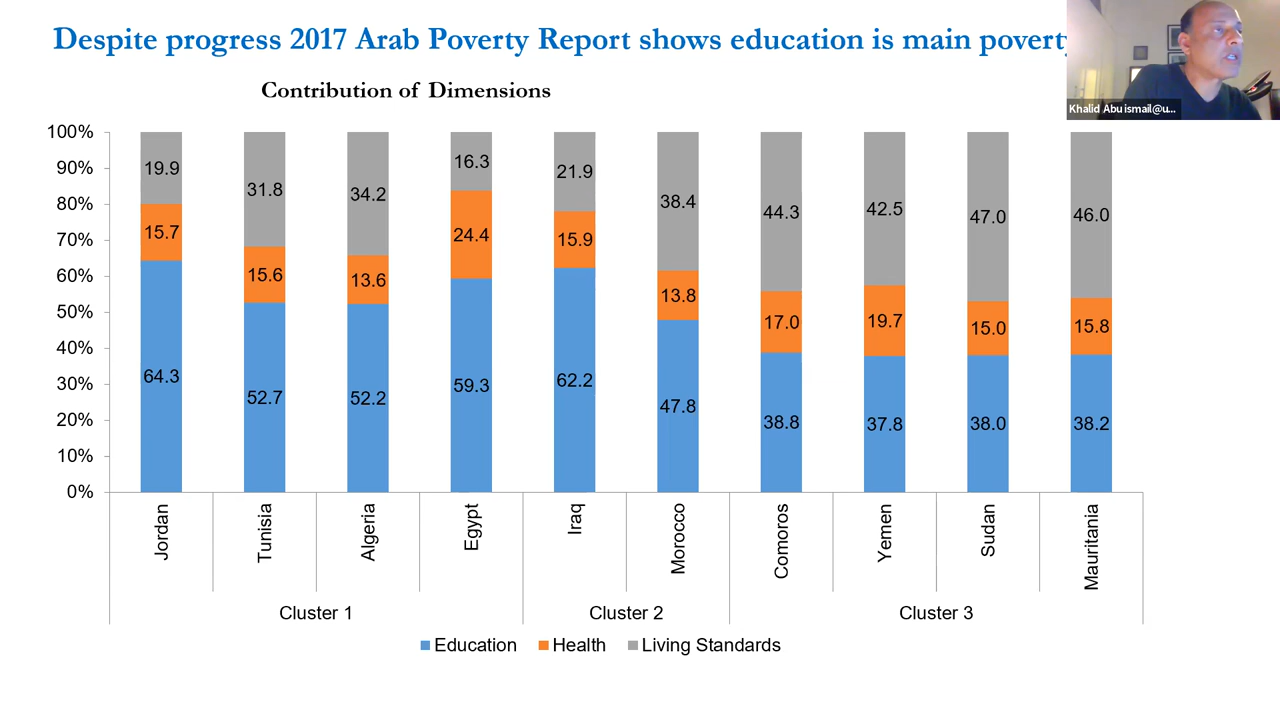 Despite progress 2017 Arab Poverty Report shows education is main poverty
Khalid Abuismail@u...
Contribution of Dimensions
100%
90%
80%
70%
60%
50%
40%
30%
20%
10%
0%
19.9
31.8
34.2
16.3
21.9
38.4
44.3
42.5
47.0
46.0
15.7
15.6
13.6
24.4
15.9
13.8
17.0
19.7
15.0
15.8
64.3
52.7
52.2
59.3
62.2
47.8
38.8
37.8
38.0
38.2
Jordan
Tunisia
Algeria
Egypt
Iraq
Morocco
Comoros
Yemen
Sudan
Mauritania
Cluster 1
Cluster 2
Cluster 3
Education
Health
Living Standards